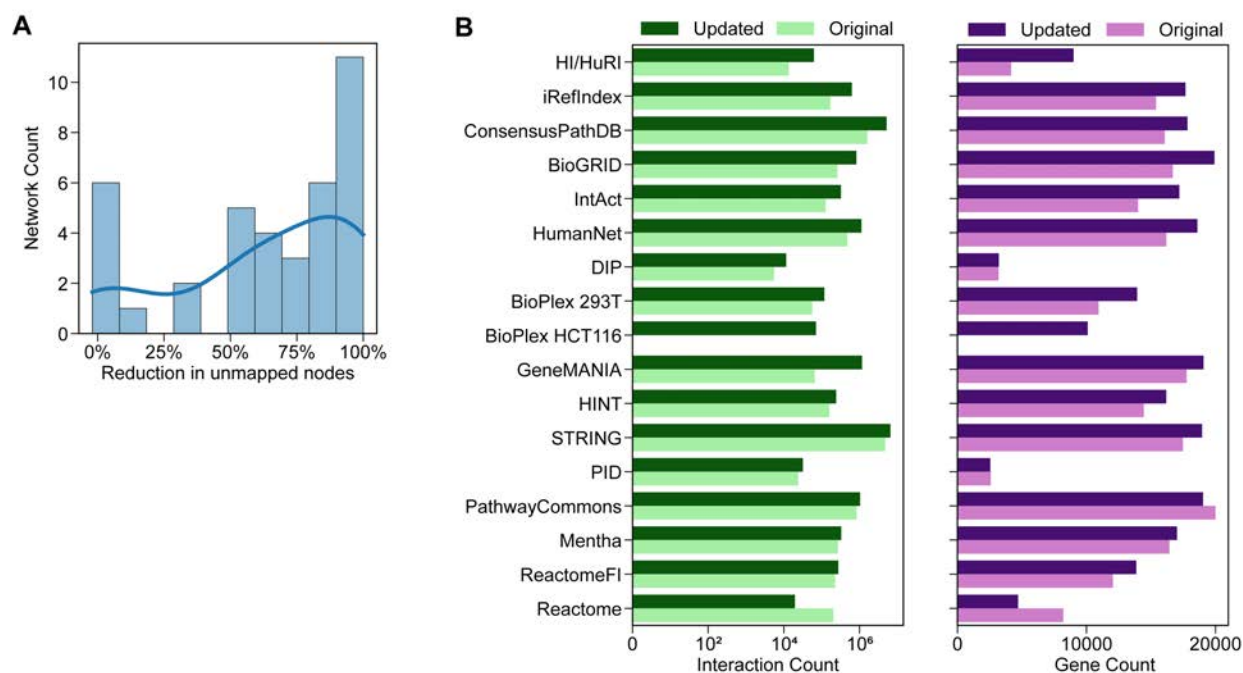 A
Network Count
10
8
6
4
2
0
0%
25%
50%
75%
100%
Reduction in unmapped nodes
B
Updated
Original
Updated
Original
HI/HuRI
iRefIndex
ConsensusPathDB
BioGRID
IntAct
HumanNet
DIP
BioPlex 293T
BioPlex HCT116
GeneMANIA
HINT
STRING
PID
PathwayCommons
Mentha
ReactomeFI
Reactome
0
10²
10⁴
10⁶
Interaction Count
0
10000
20000
Gene Count